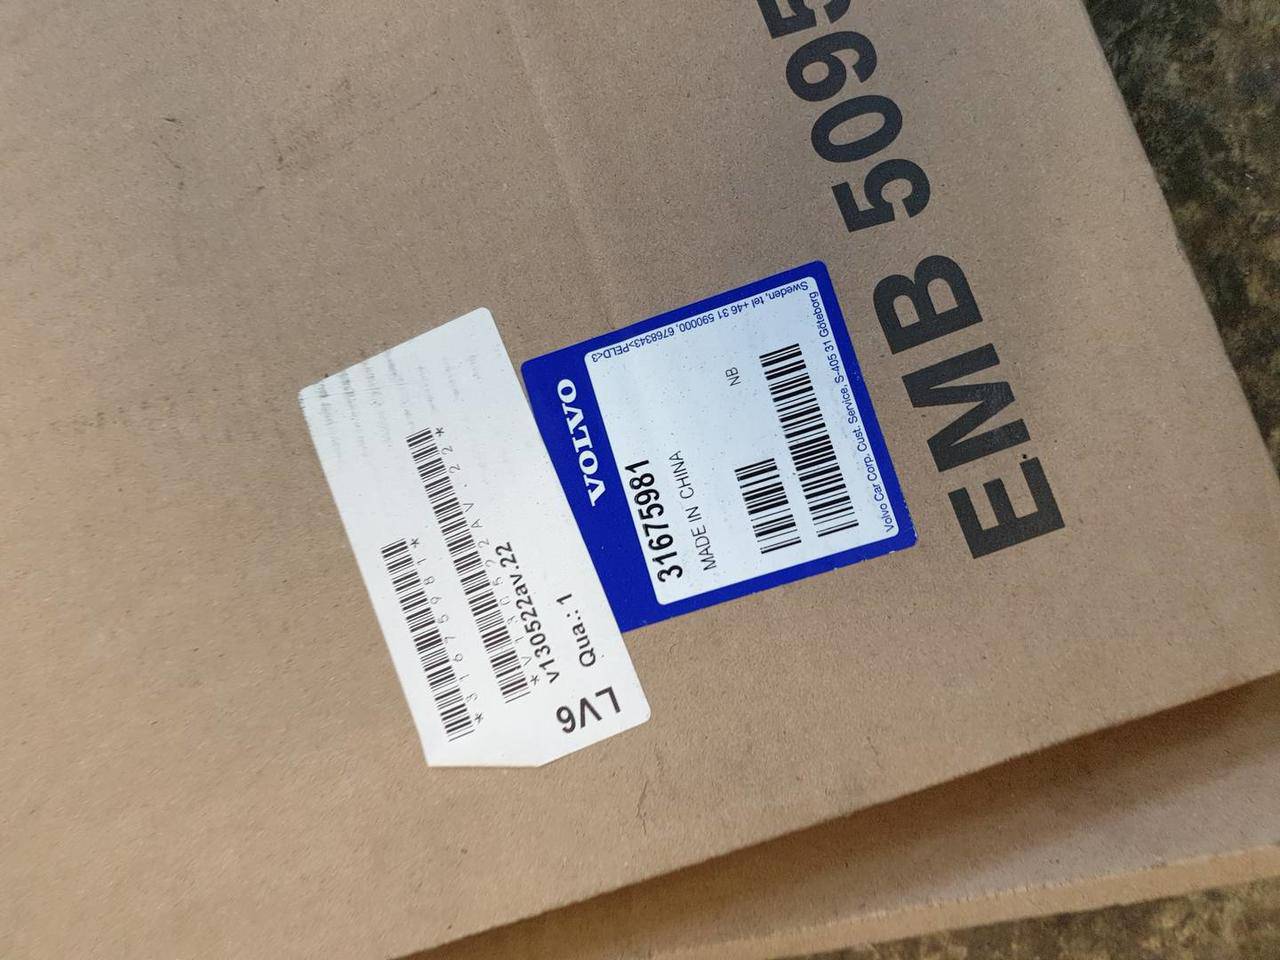 EMB 5095
VOLVO
31675981
MADE IN CHINA
NB
Volvo Car Corp. Cust. Service, S-405 31 Göteborg
Sweden, tel +46 31 590000, 6768343>PELD<3
*31675981*
*V130522AV.22*
V130522av.22
Qua.:1
LV6